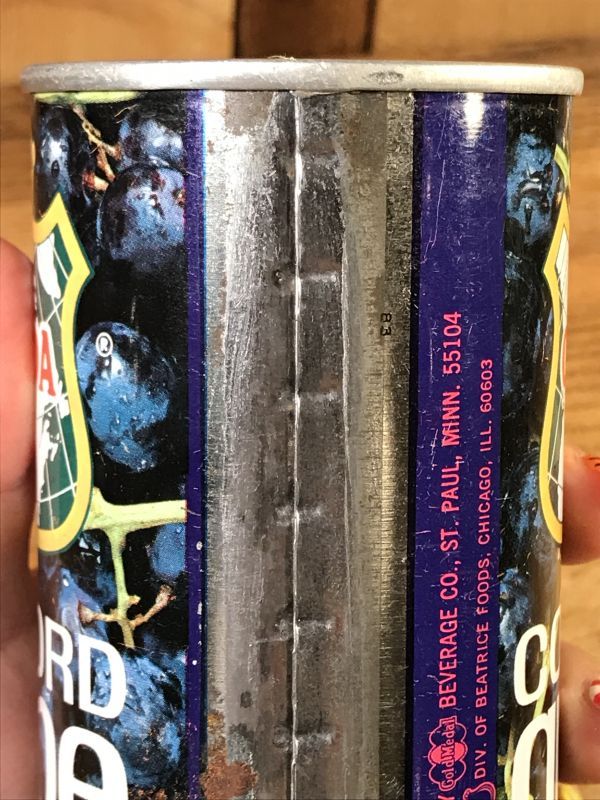 A
®
ORD
83
Gold Medal BEVERAGE CO., ST. PAUL, MINN. 55104
DIV. OF BEATRICE FOODS, CHICAGO, ILL. 60603
CO